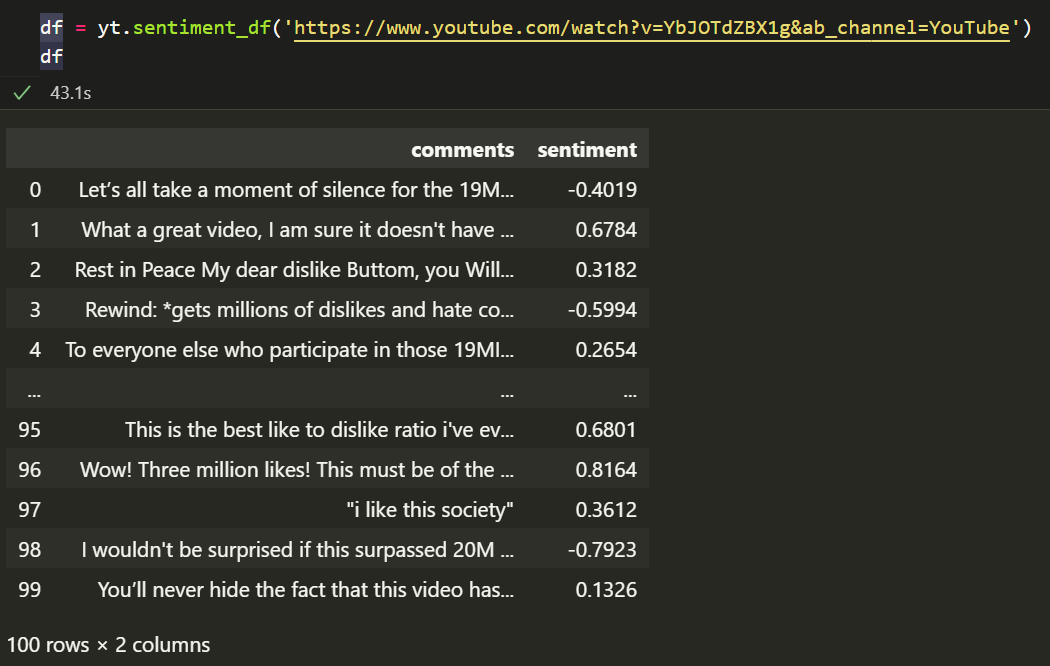 df = yt.sentiment_df('https://www.youtube.com/watch?v=YbJOTdZBX1g&ab_channel=YouTube')
df
43.1s
comments sentiment
0 Let’s all take a moment of silence for the 19M... -0.4019
1 What a great video, I am sure it doesn't have ... 0.6784
2 Rest in Peace My dear dislike Buttom, you Will... 0.3182
3 Rewind: *gets millions of dislikes and hate co... -0.5994
4 To everyone else who participate in those 19MI... 0.2654
... ... ...
95 This is the best like to dislike ratio i've ev... 0.6801
96 Wow! Three million likes! This must be of the ... 0.8164
97 "i like this society" 0.3612
98 I wouldn't be surprised if this surpassed 20M ... -0.7923
99 You’ll never hide the fact that this video has... 0.1326
100 rows × 2 columns